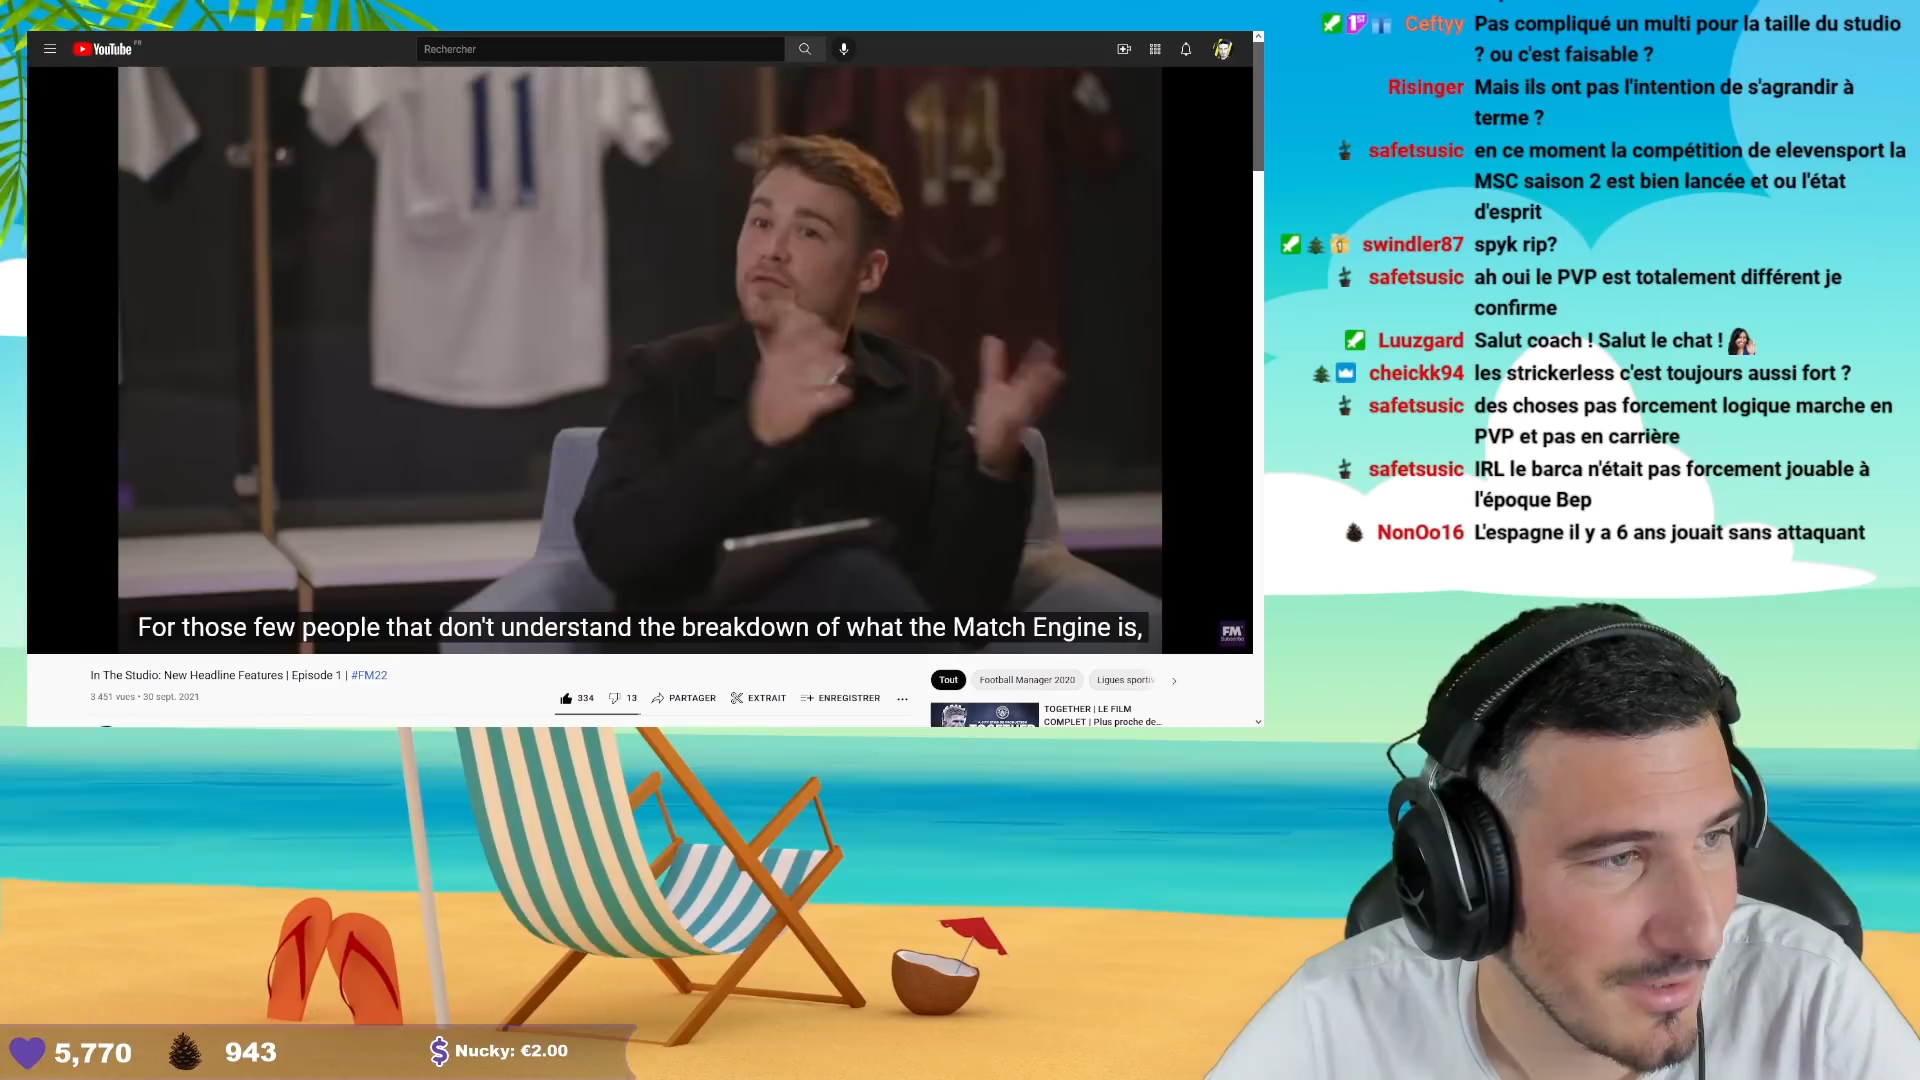 YouTube FR
Rechercher
11
14
For those few people that don't understand the breakdown of what the Match Engine is,
FM
In The Studio: New Headline Features | Episode 1 | #FM22
3 451 vues • 30 sept. 2021
334
13
PARTAGER
EXTRAIT
ENREGISTRER
Tout
Football Manager 2020
Ligues sporti
TOGETHER | LE FILM
COMPLET | Plus proche de...
Ceftyy Pas compliqué un multi pour la taille du studio
? ou c'est faisable ?
Risinger Mais ils ont pas l'intention de s'agrandir à
terme ?
safetsusic en ce moment la compétition de elevensport la
MSC saison 2 est bien lancée et ou l'état
d'esprit
swindler87 spyk rip?
safetsusic ah oui le PVP est totalement différent je
confirme
Luuzgard Salut coach ! Salut le chat !
cheickk94 les strickerless c'est toujours aussi fort ?
safetsusic des choses pas forcement logique marche en
PVP et pas en carrière
safetsusic IRL le barca n'était pas forcement jouable à
l'époque Bep
NonOo16 L'espagne il y a 6 ans jouait sans attaquant
5,770
943
$ Nucky: €2.00